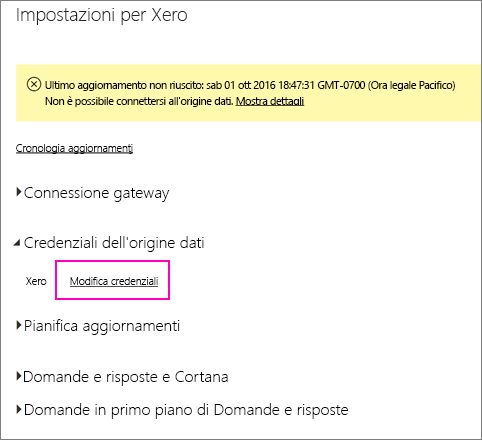 Impostazioni per Xero
Ultimo aggiornamento non riuscito: sab 01 ott 2016 18:47:31 GMT-0700 (Ora legale Pacifico)
Non è possibile connettersi all'origine dati. Mostra dettagli
Cronologia aggiornamenti
Connessione gateway
Credenziali dell'origine dati
Xero Modifica credenziali
Pianifica aggiornamenti
Domande e risposte e Cortana
Domande in primo piano di Domande e risposte